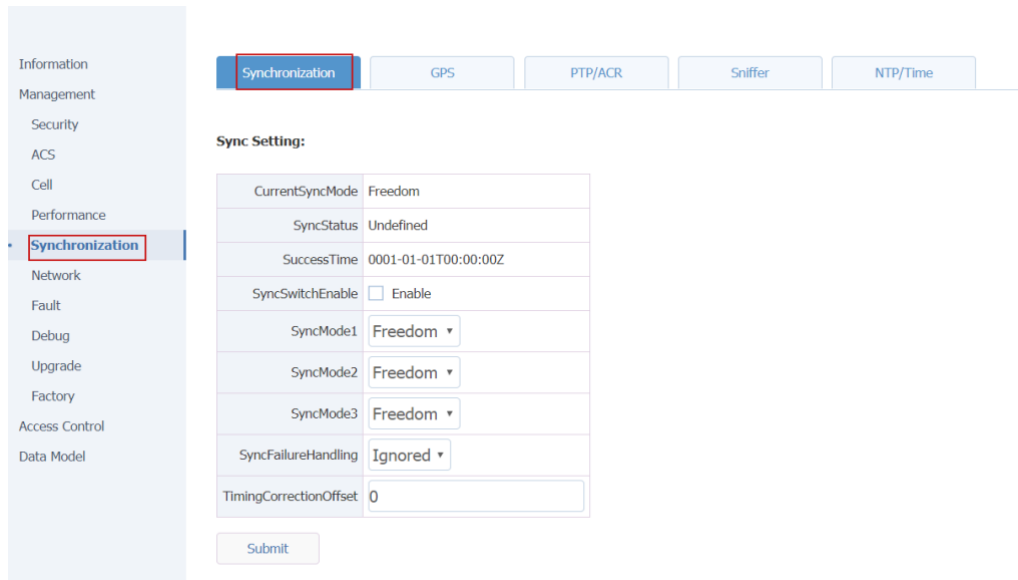 Information
Management
Security
ACS
Cell
Performance
Synchronization
Network
Fault
Debug
Upgrade
Factory
Access Control
Data Model
Synchronization GPS PTP/ACR Sniffer NTP/Time
Sync Setting:
CurrentSyncMode Freedom
SyncStatus Undefined
SuccessTime 0001-01-01T00:00:00Z
SyncSwitchEnable Enable
SyncMode1 Freedom
SyncMode2 Freedom
SyncMode3 Freedom
SyncFailureHandling Ignored
TimingCorrectionOffset 0
Submit